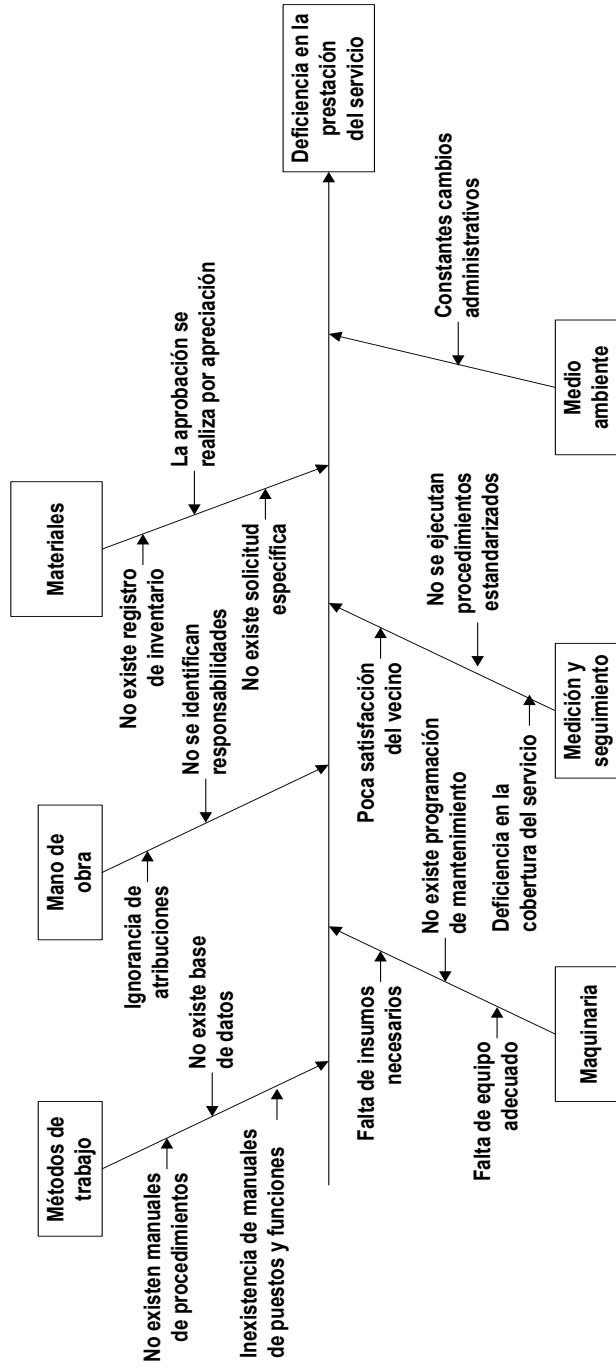 Métodos de
trabajo
No existen manuales
de procedimientos
No existe base
de datos
Inexistencia de manuales
de puestos y funciones
Mano de
obra
Ignorancia de
atribuciones
No se identifican
responsabilidades
Materiales
No existe registro
de inventario
La aprobación se
realiza por apreciación
No existe solicitud
específica
Deficiencia en la
prestación
del servicio
Falta de insumos
necesarios
No existe programación
de mantenimiento
Falta de equipo
adecuado
Maquinaria
Poca satisfacción
del vecino
No se ejecutan
procedimientos
estandarizados
Deficiencia en la
cobertura del servicio
Medición y
seguimiento
Constantes cambios
administrativos
Medio
ambiente